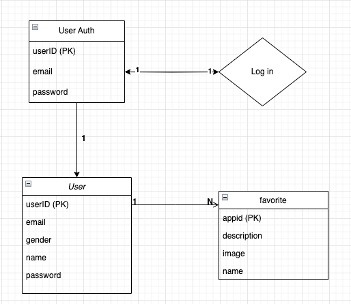 User Auth
userID (PK)
email
password
1
1
Log in
1
User
userID (PK)
email
gender
name
password
1
N
favorite
appid (PK)
description
image
name